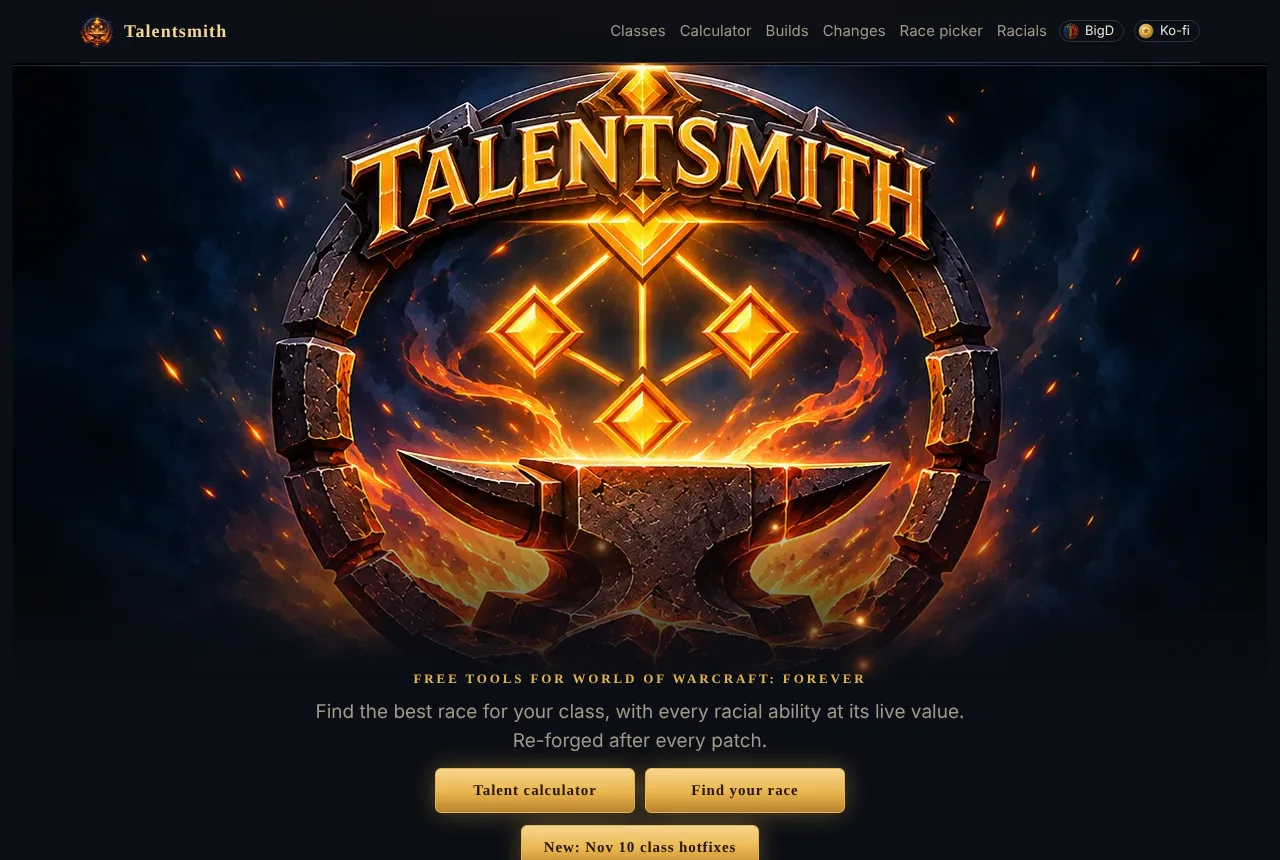 Talentsmith
Classes Calculator Builds Changes Race picker Racials BigD Ko-fi
TALENTSMITH
FREE TOOLS FOR WORLD OF WARCRAFT: FOREVER
Find the best race for your class, with every racial ability at its live value.
Re-forged after every patch.
Talent calculator
Find your race
New: Nov 10 class hotfixes